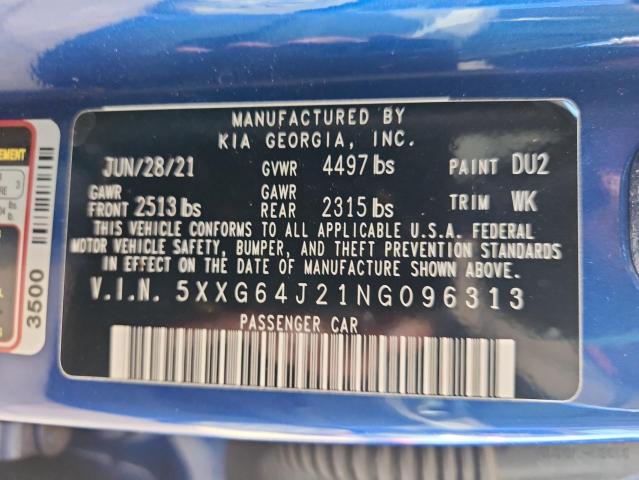 MANUFACTURED BY
KIA GEORGIA, INC.
JUN/28/21 GVWR 4497 lbs PAINT DU2
GAWR FRONT 2513 lbs GAWR REAR 2315 lbs TRIM WK
THIS VEHICLE CONFORMS TO ALL APPLICABLE U.S.A. FEDERAL
MOTOR VEHICLE SAFETY, BUMPER, AND THEFT PREVENTION STANDARDS
IN EFFECT ON THE DATE OF MANUFACTURE SHOWN ABOVE.
V.I.N. 5XXG64J21NG096313
PASSENGER CAR
3500